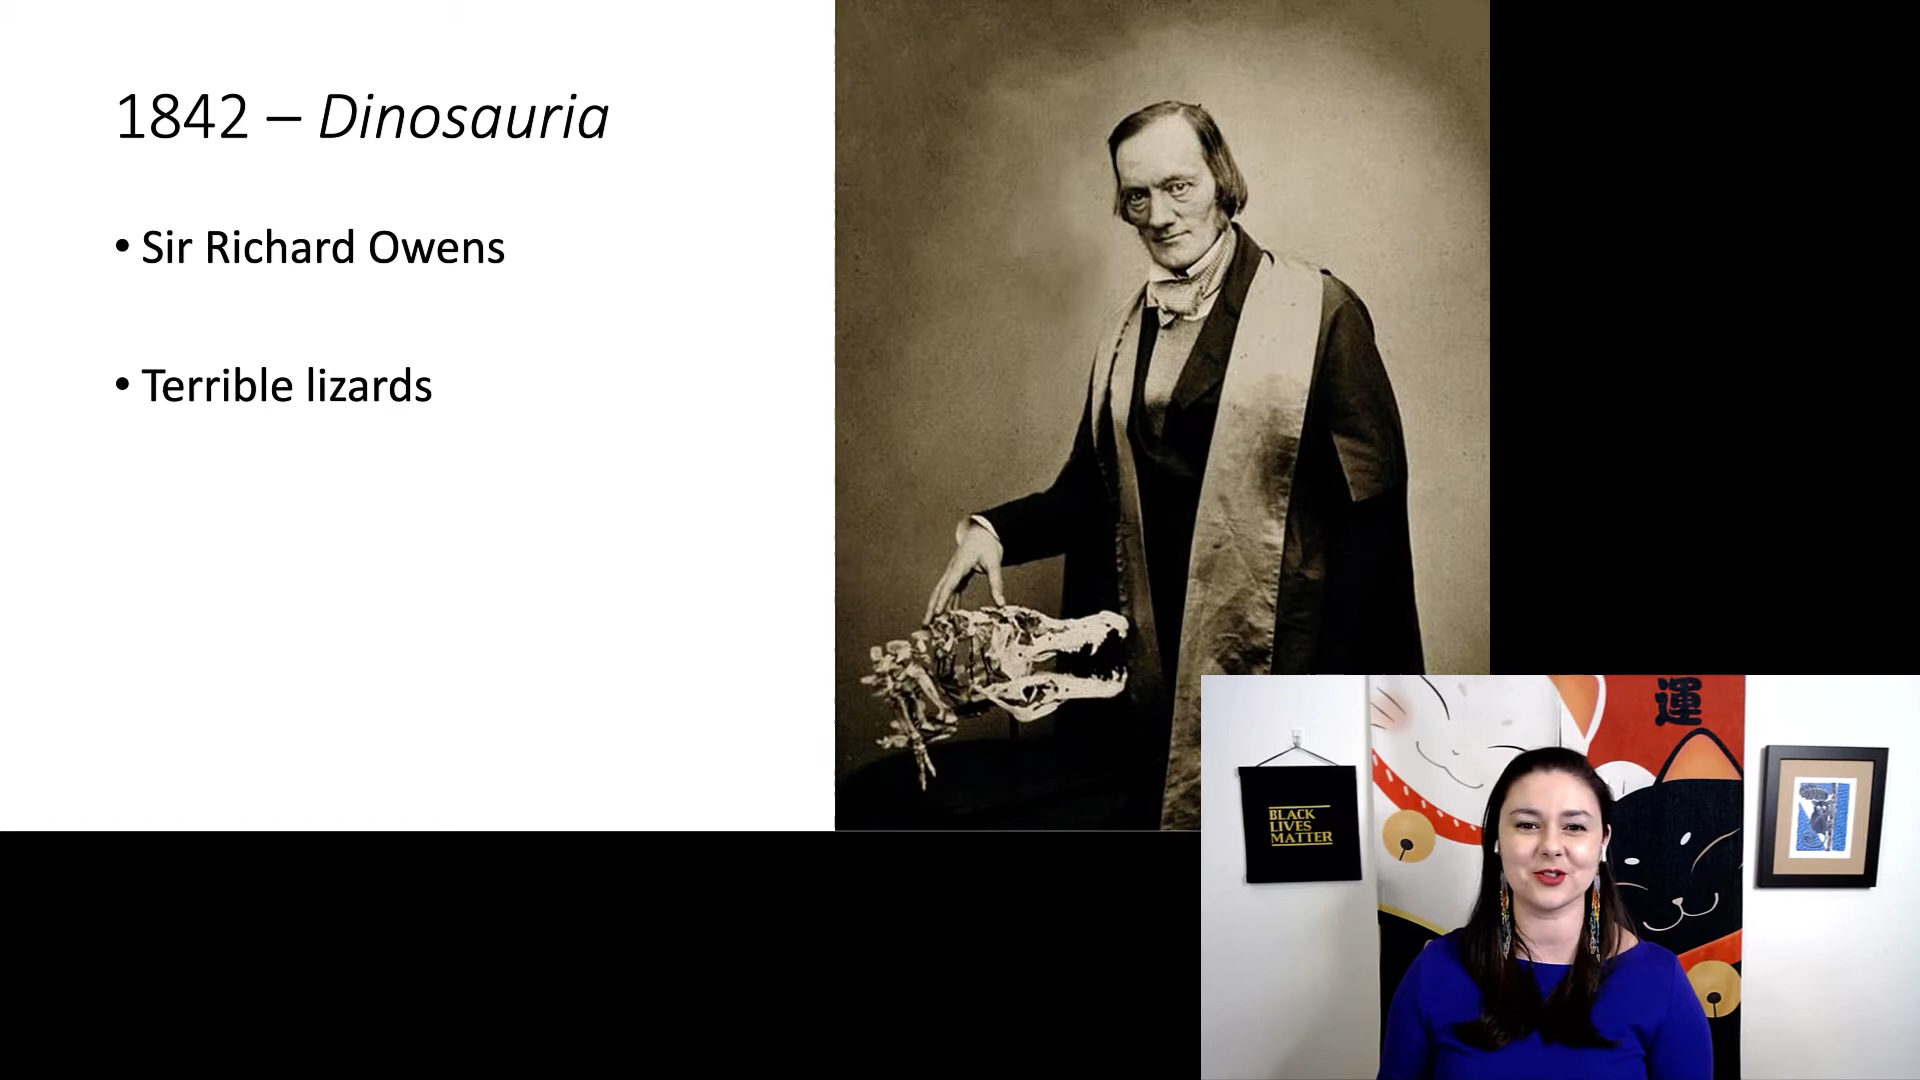 1842 – Dinosauria
• Sir Richard Owens
• Terrible lizards
運
BLACK
LIVES
MATTER